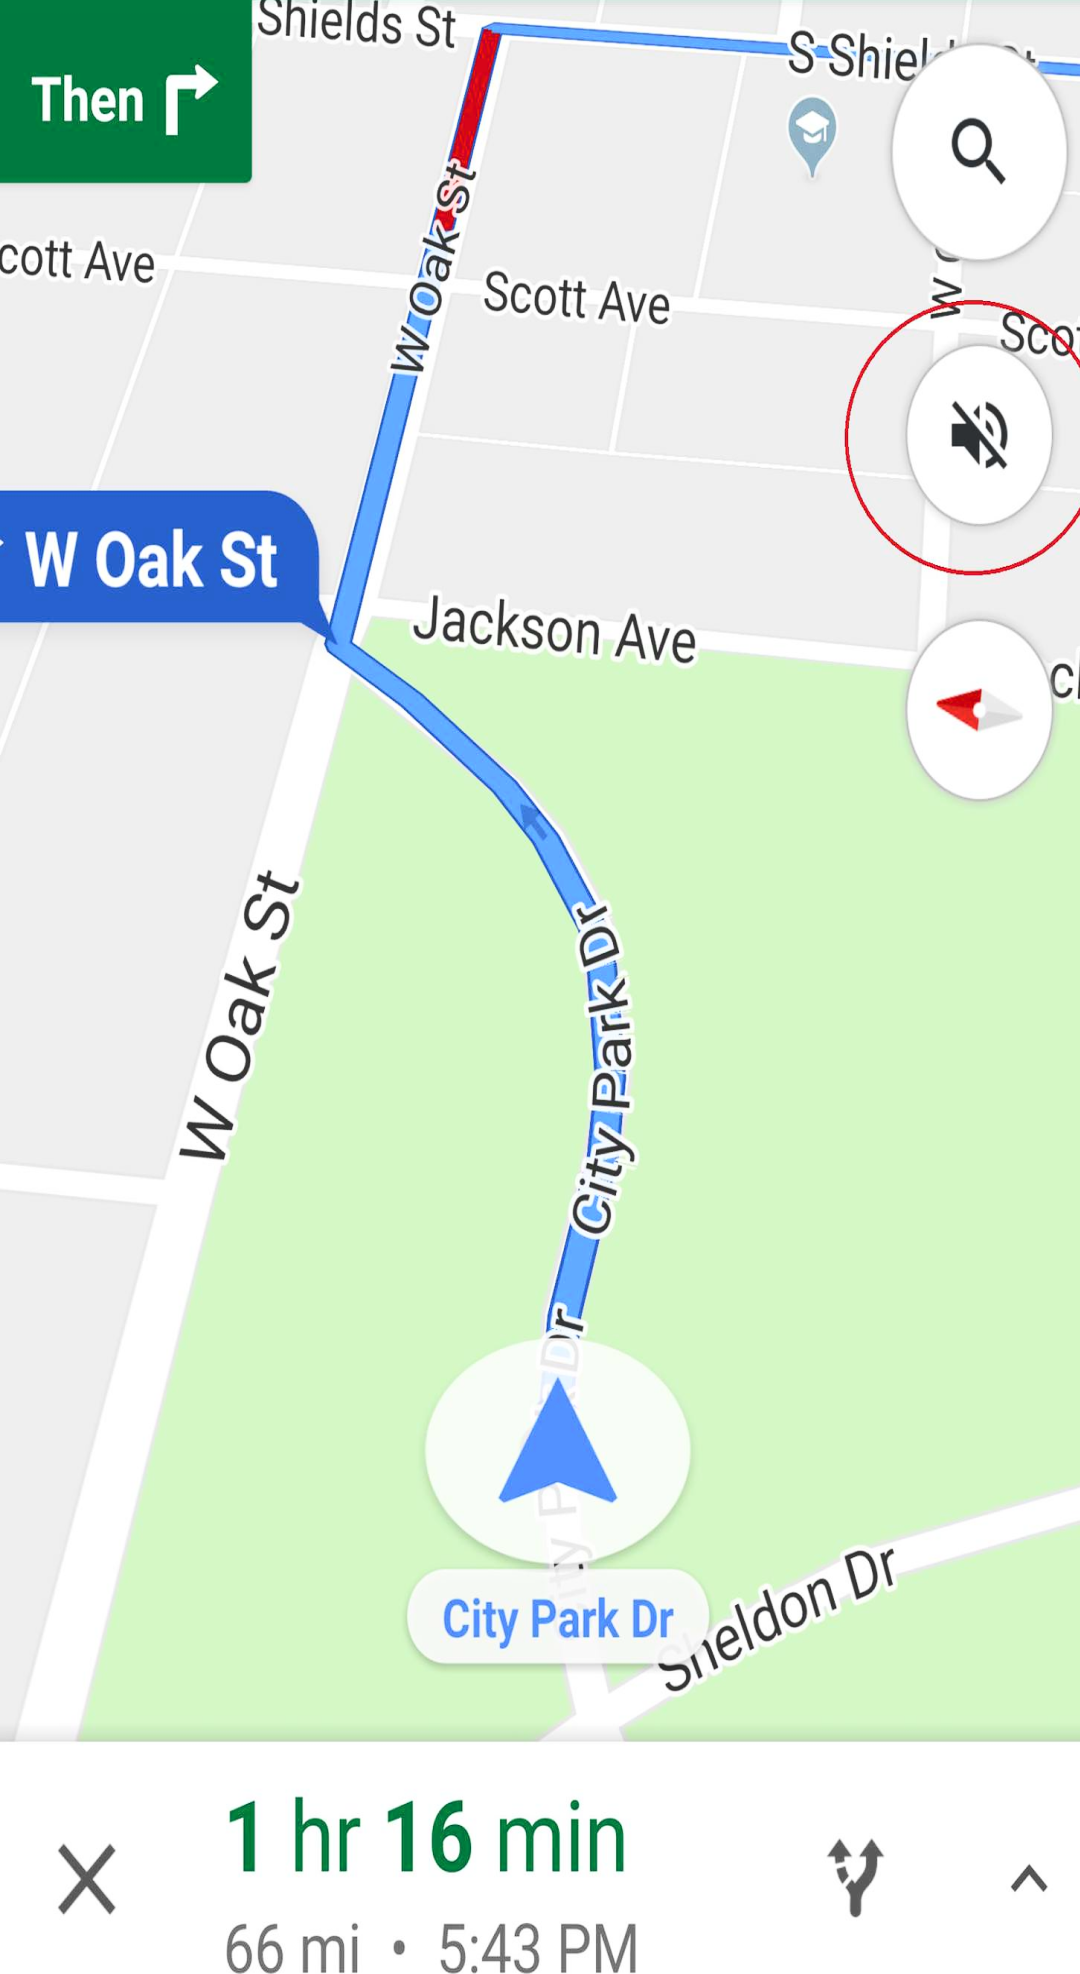 Shields St
S Shiel
Then
W Oak St
cott Ave
Scott Ave
W
Sco
W Oak St
Jackson Ave
W Oak St
City Park Dr
City Park Dr
Sheldon Dr
1 hr 16 min
66 mi • 5:43 PM